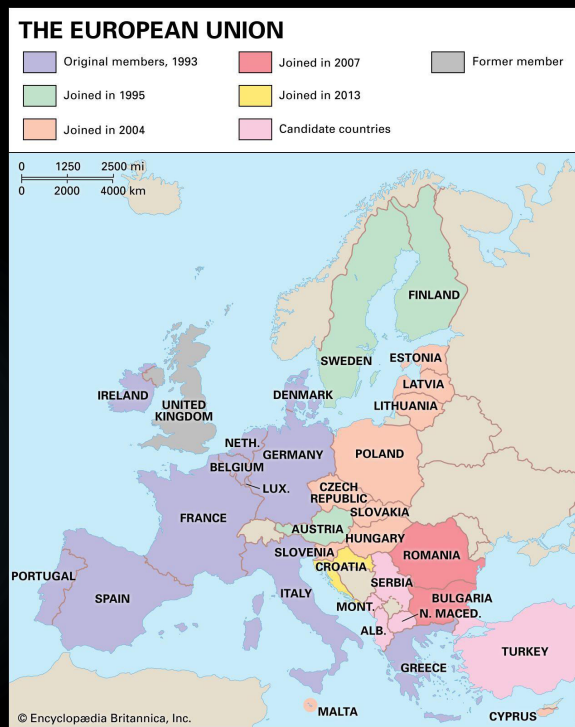 THE EUROPEAN UNION
Original members, 1993
Joined in 2007
Former member
Joined in 1995
Joined in 2013
Joined in 2004
Candidate countries
0 1250 2500 mi
0 2000 4000 km
FINLAND
SWEDEN
ESTONIA
LATVIA
LITHUANIA
IRELAND
UNITED
KINGDOM
DENMARK
NETH.
GERMANY
BELGIUM
POLAND
LUX.
CZECH
REPUBLIC
SLOVAKIA
FRANCE
AUSTRIA
HUNGARY
SLOVENIA
CROATIA
ROMANIA
PORTUGAL
SPAIN
ITALY
SERBIA
MONT.
BULGARIA
N. MACED.
ALB.
TURKEY
GREECE
MALTA
CYPRUS
© Encyclopædia Britannica, Inc.